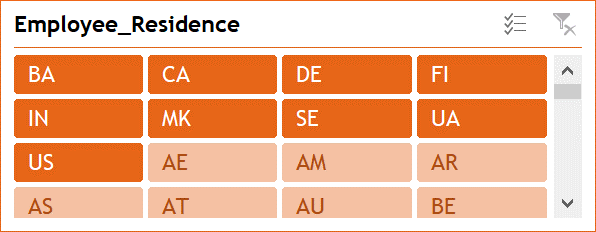 Employee_Residence
BA CA DE FI
IN MK SE UA
US AE AM AR
AS AT AU BE